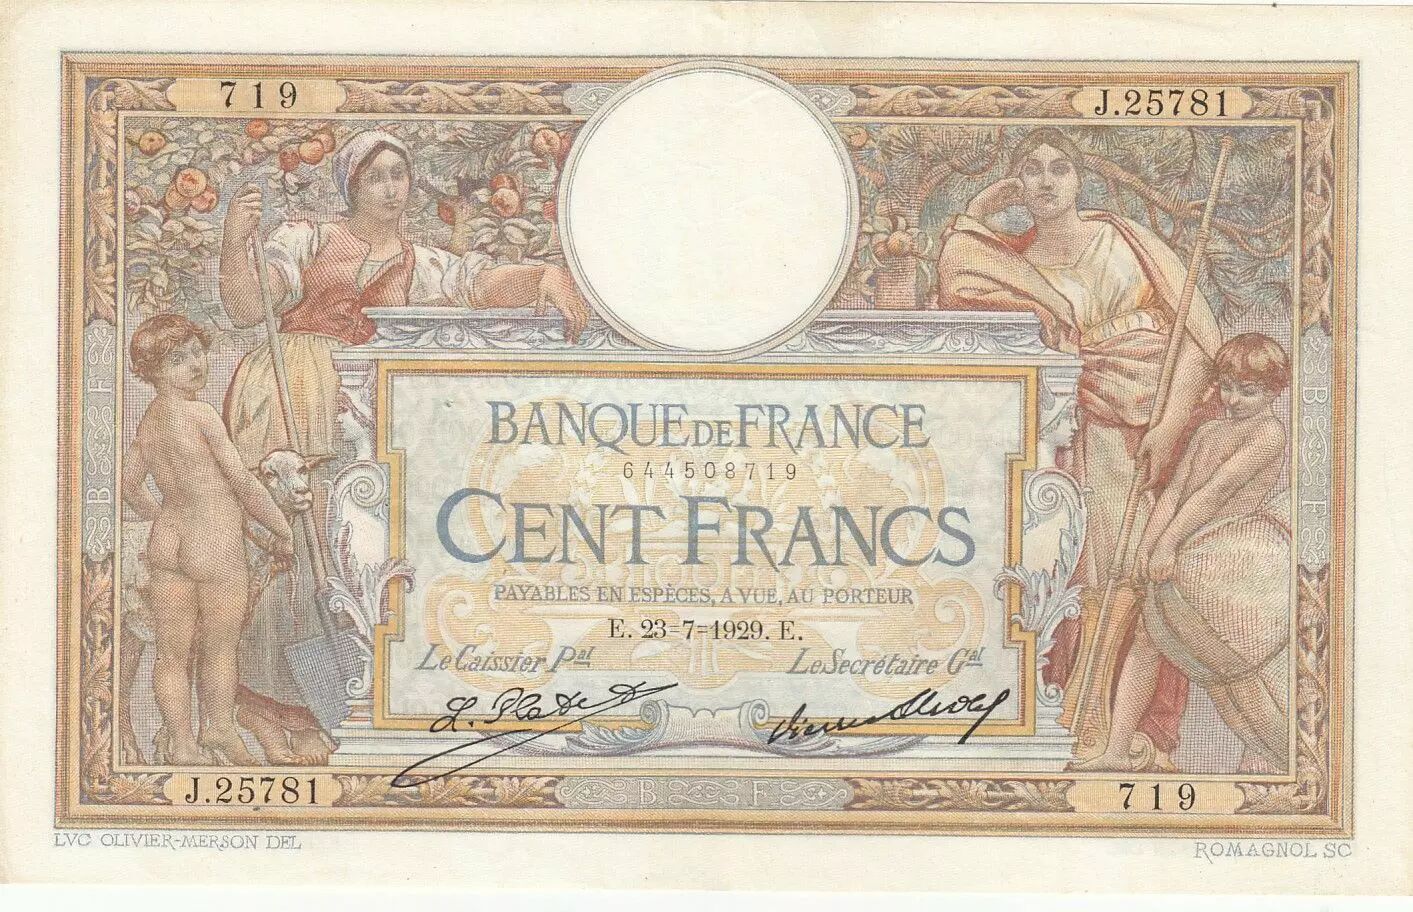 719
J.25781
BANQUE DE FRANCE
644508719
CENT FRANCS
PAYABLES EN ESPÈCES, A VUE, AU PORTEUR
E. 23=7=1929. E.
Le Caissier Pal
Le Secrétaire Gal
B F
B F
J.25781
B F
719
LVC OLIVIER-MERSON DEL
ROMAGNOL SC